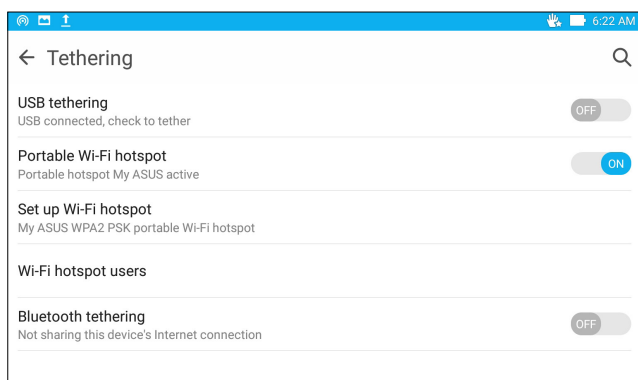 6:22 AM
Tethering
USB tethering
OFF
USB connected, check to tether
Portable Wi-Fi hotspot
ON
Portable hotspot My ASUS active
Set up Wi-Fi hotspot
My ASUS WPA2 PSK portable Wi-Fi hotspot
Wi-Fi hotspot users
Bluetooth tethering
OFF
Not sharing this device's Internet connection